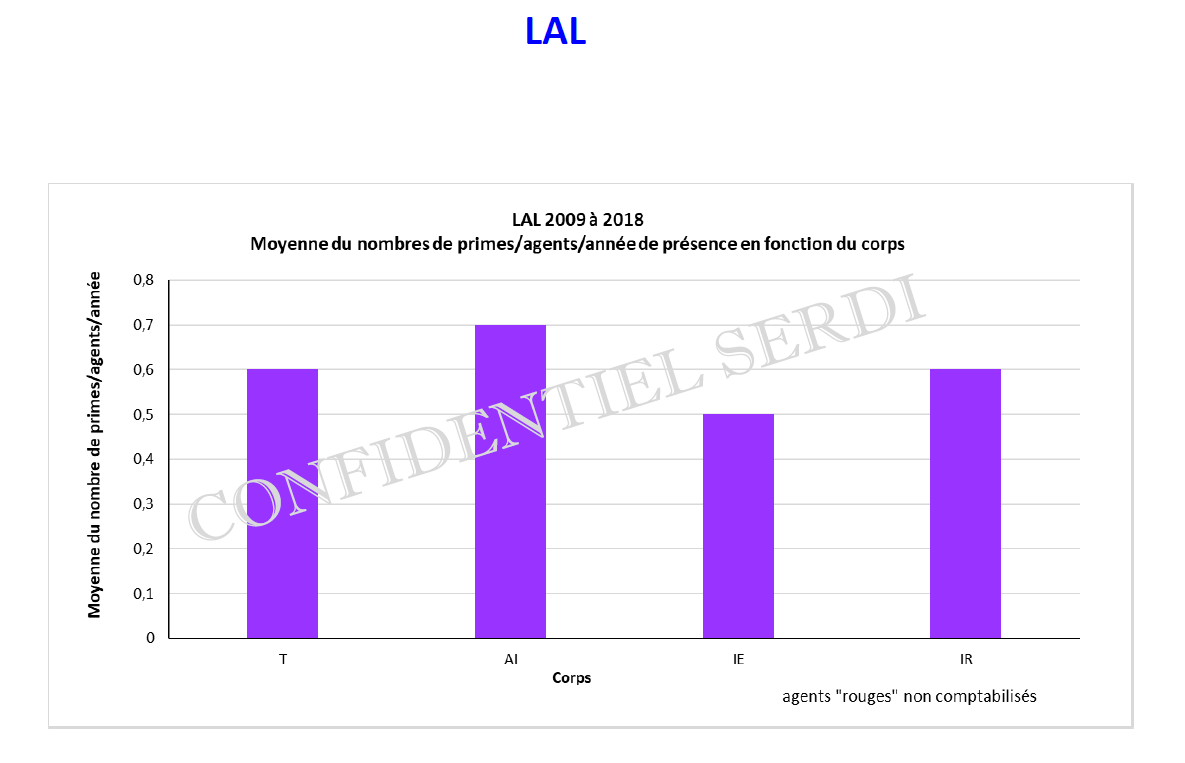 LAL
LAL 2009 à 2018
Moyenne du nombres de primes/agents/année de présence en fonction du corps
Moyenne du nombre de primes/agents/année
0,8
0,7
0,6
0,5
0,4
0,3
0,2
0,1
0
CONFIDENTIEL SERDI
T AI IE IR
Corps
agents "rouges" non comptabilisés